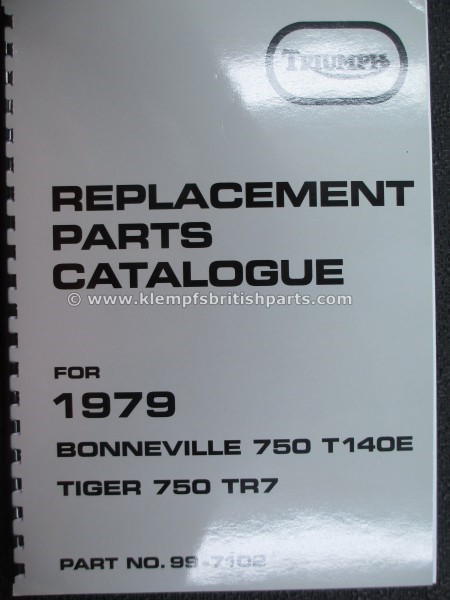 TRIUMPH
REPLACEMENT
PARTS
CATALOGUE
© www.klempfsbritishparts.com
FOR
1979
BONNEVILLE 750 T140E
TIGER 750 TR7
PART NO. 99-7102